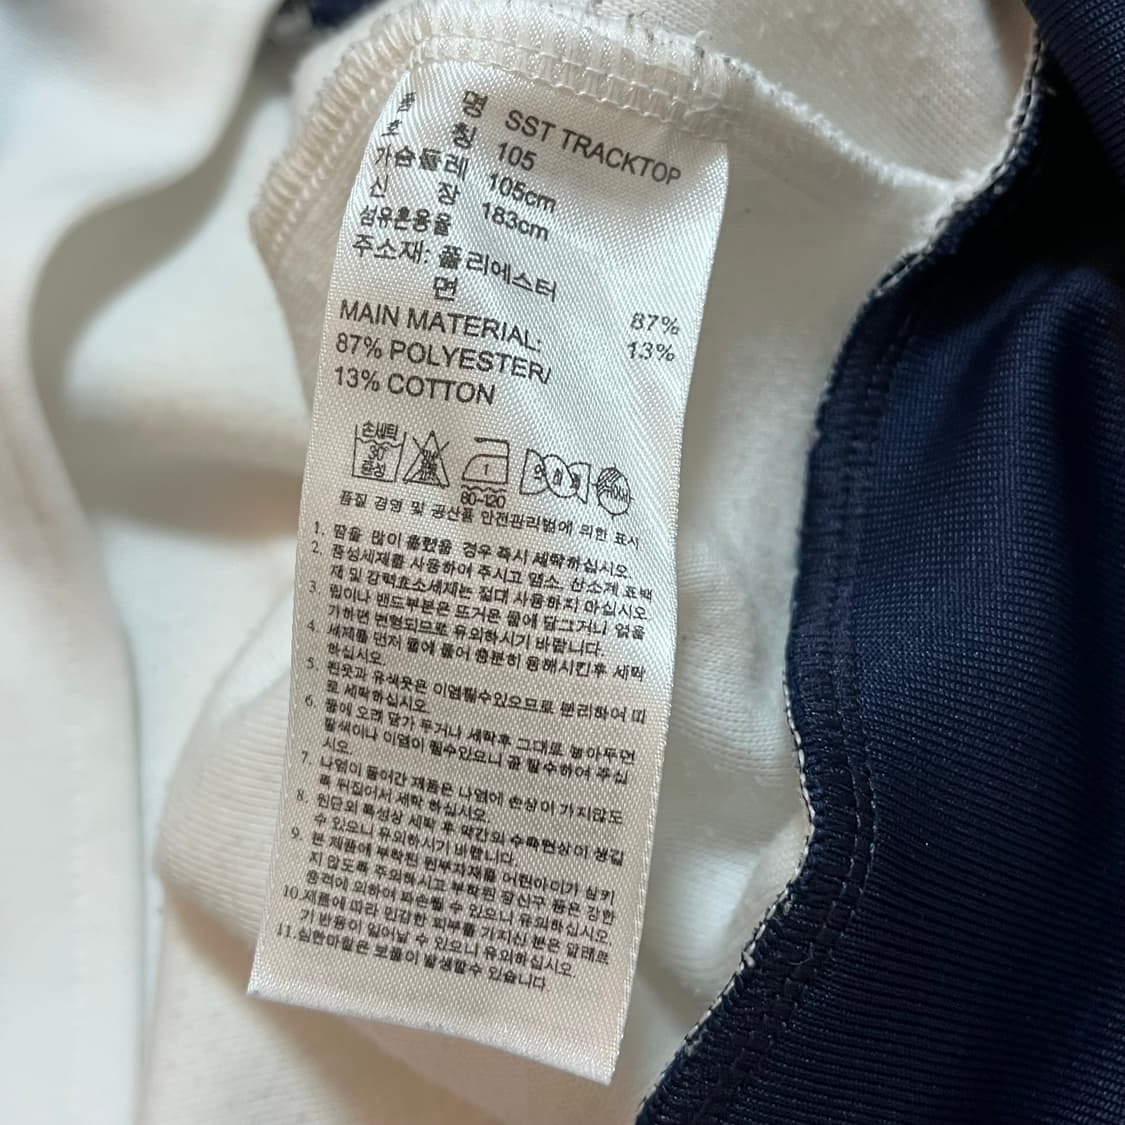 품 명 SST TRACKTOP
호 칭 105
가슴둘레 105cm
신 장 183cm
섬유혼용율
주소재: 폴리에스터 87%
면 13%
MAIN MATERIAL:
87% POLYESTER/
13% COTTON
손세탁
30
중성
80-120
품질 경영 및 공산품 안전관리법에 의한 표시
1. 땀을 많이 흘렸을 경우 즉시 세탁하십시오.
2. 중성세제를 사용하여 주시고 염소. 산소계 표백
재 및 강력효소세제는 절대 사용하지 마십시오
3. 립이나 밴드부분은 뜨거운 물에 담그거나 없을
가하면 변형되므로 유의하시기 바랍니다.
4. 세제를 먼저 물에 풀어 충분히 용해시킨후 세탁
하십시오.
5. 흰옷과 유색옷은 이염될수있으므로 분리하여 따
로 세탁하십시오.
6. 물에 오래 담가 두거나 세탁후 그대로 놓아두면
탈색이나 이염이 될수있으니 곧 탈수하여 주십
시오.
7. 나염이 들어간 제품은 나염에 손상이 가지않도
록 뒤집어서 세탁 하십시오.
8. 원단의 특성상 세탁 후 약간의 수축현상이 생길
수 있으니 유의하시기 바랍니다.
9. 본 제품에 부착된 원부자재를 어린아이가 삼키
지 않도록 주의하시고 부착된 장신구 등은 강한
충격에 의하여 파손될 수 있으니 유의하십시오.
10.제품에 따라 민감한 피부를 가지신 분은 알레르
기 반응이 일어날 수 있으니 유의하십시오.
11.심한마찰은 보풀이 발생할수 있습니다